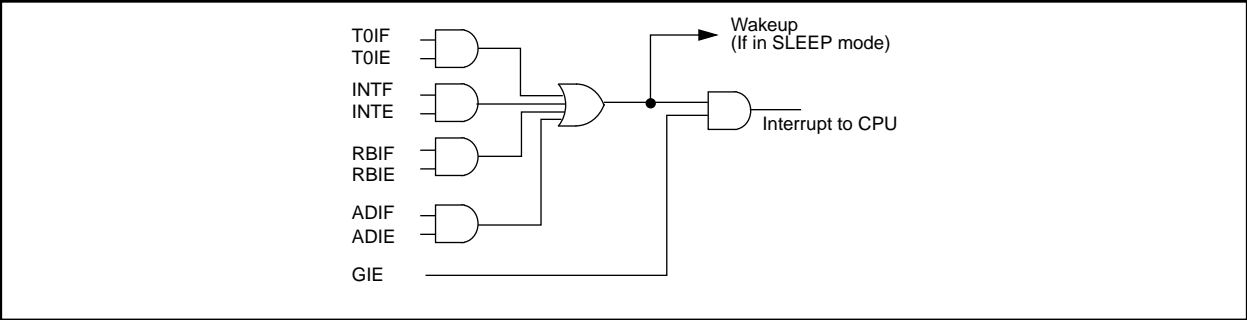 T0IF
T0IE
INTF
INTE
RBIF
RBIE
ADIF
ADIE
GIE
Wakeup
(If in SLEEP mode)
Interrupt to CPU